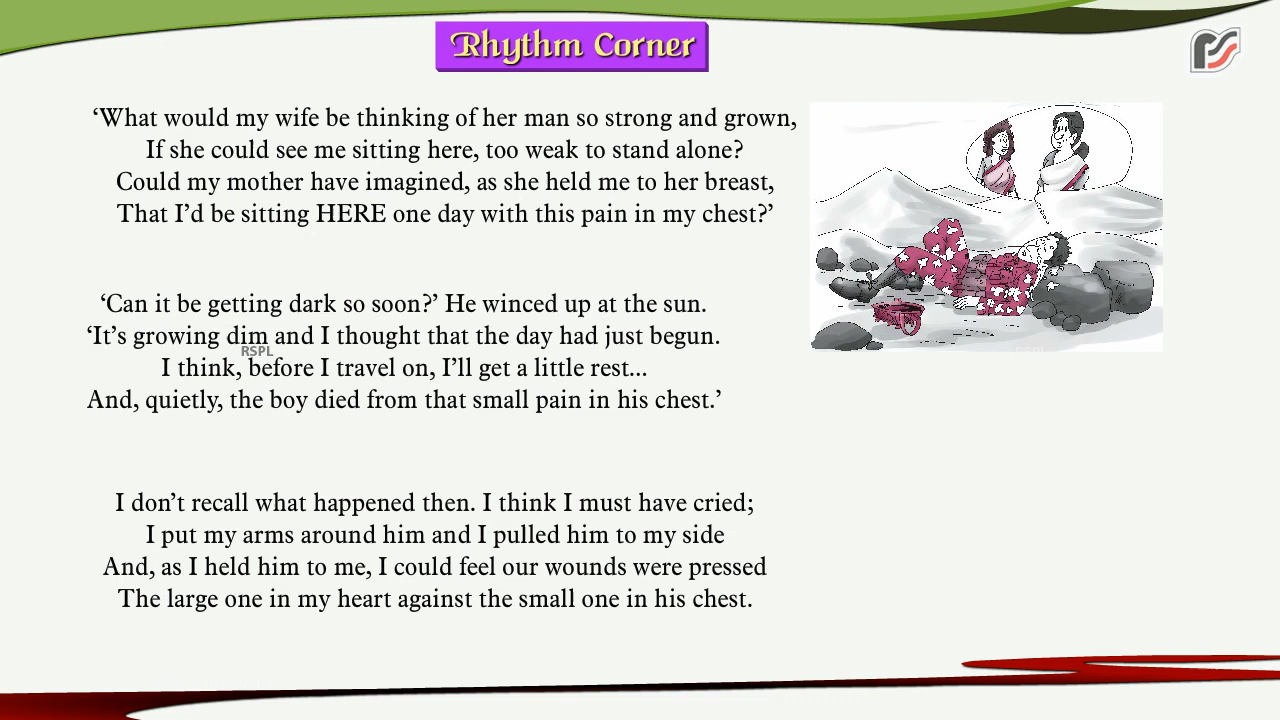 Rhythm Corner
‘What would my wife be thinking of her man so strong and grown,
If she could see me sitting here, too weak to stand alone?
Could my mother have imagined, as she held me to her breast,
That I’d be sitting HERE one day with this pain in my chest?’
‘Can it be getting dark so soon?’ He winced up at the sun.
‘It’s growing dim and I thought that the day had just begun.
RSPL
I think, before I travel on, I’ll get a little rest...
And, quietly, the boy died from that small pain in his chest.’
I don’t recall what happened then. I think I must have cried;
I put my arms around him and I pulled him to my side
And, as I held him to me, I could feel our wounds were pressed
The large one in my heart against the small one in his chest.